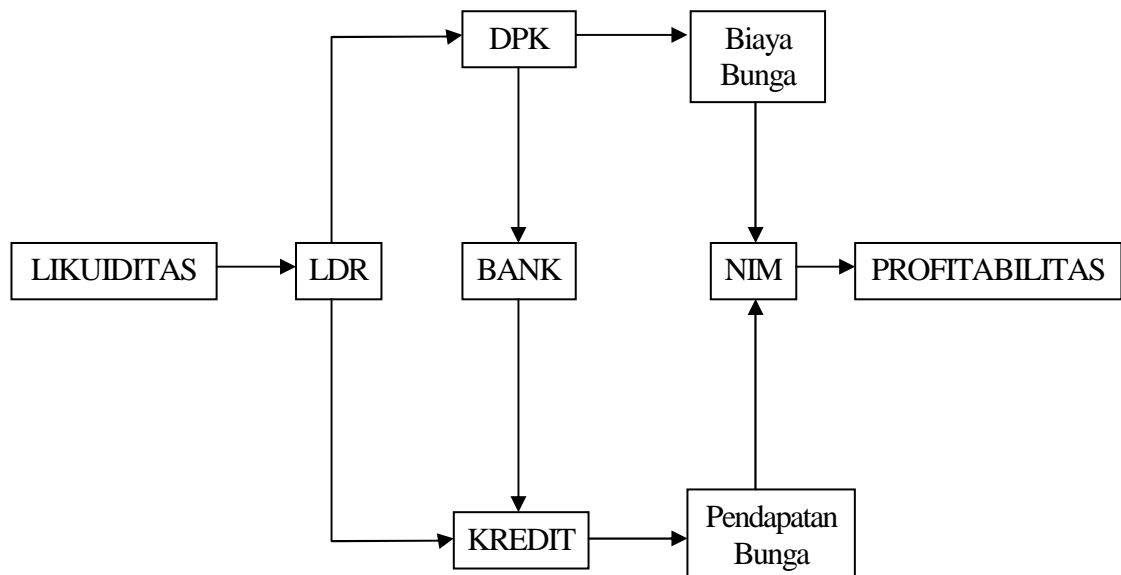 DPK
Biaya
Bunga
LIKUIDITAS
LDR
BANK
NIM
PROFITABILITAS
KREDIT
Pendapatan
Bunga